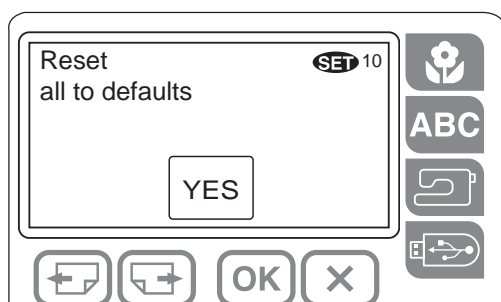 Reset
SET 10
all to defaults
ABC
YES
OK